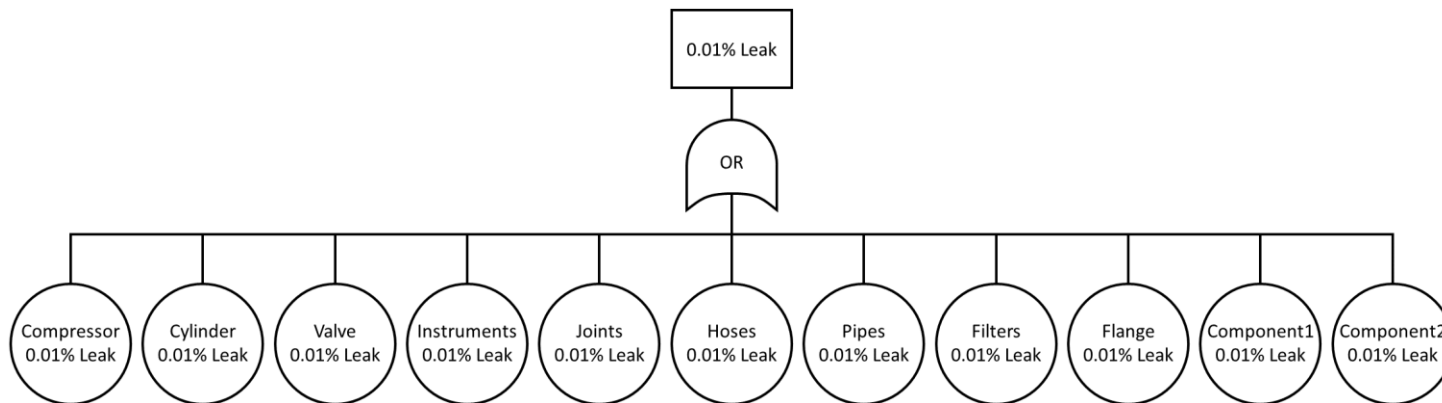 0.01% Leak
OR
Compressor
0.01% Leak
Cylinder
0.01% Leak
Valve
0.01% Leak
Instruments
0.01% Leak
Joints
0.01% Leak
Hoses
0.01% Leak
Pipes
0.01% Leak
Filters
0.01% Leak
Flange
0.01% Leak
Component1
0.01% Leak
Component2
0.01% Leak